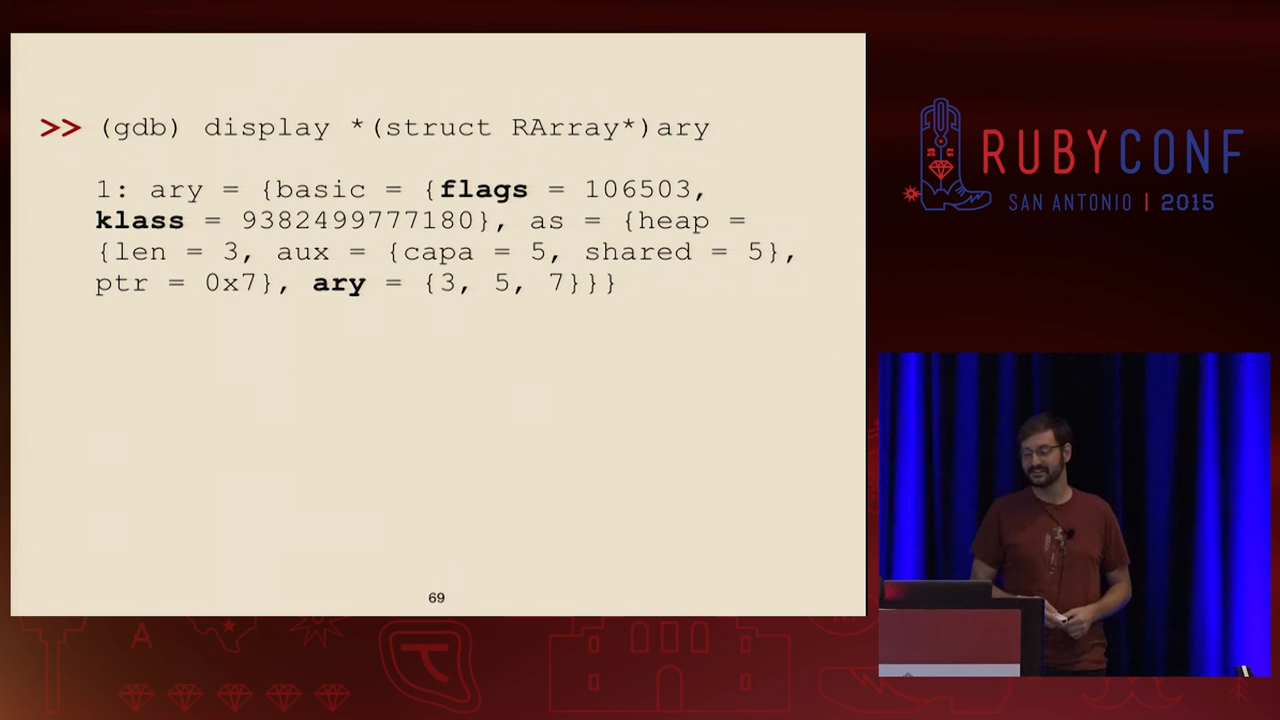 >> (gdb) display *(struct RArray*)ary
1: ary = {basic = {flags = 106503,
klass = 9382499777180}, as = {heap =
{len = 3, aux = {capa = 5, shared = 5},
ptr = 0x7}, ary = {3, 5, 7}}}
69
RUBYCONF
SAN ANTONIO | 2015